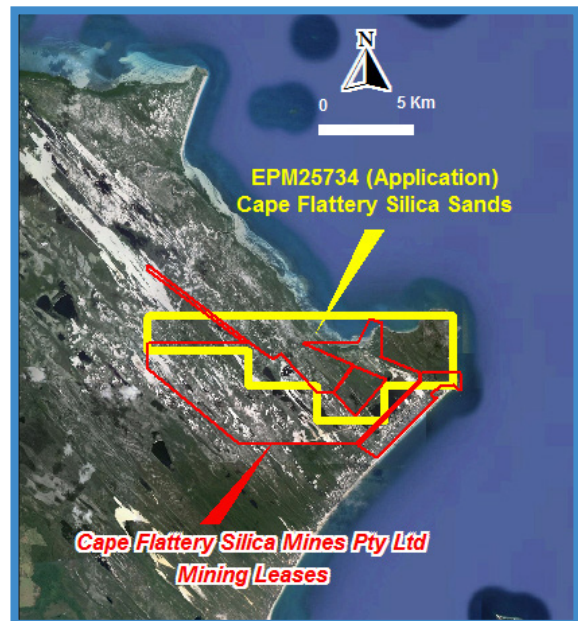 N
0 5 Km
EPM25734 (Application)
Cape Flattery Silica Sands
Cape Flattery Silica Mines Pty Ltd
Mining Leases